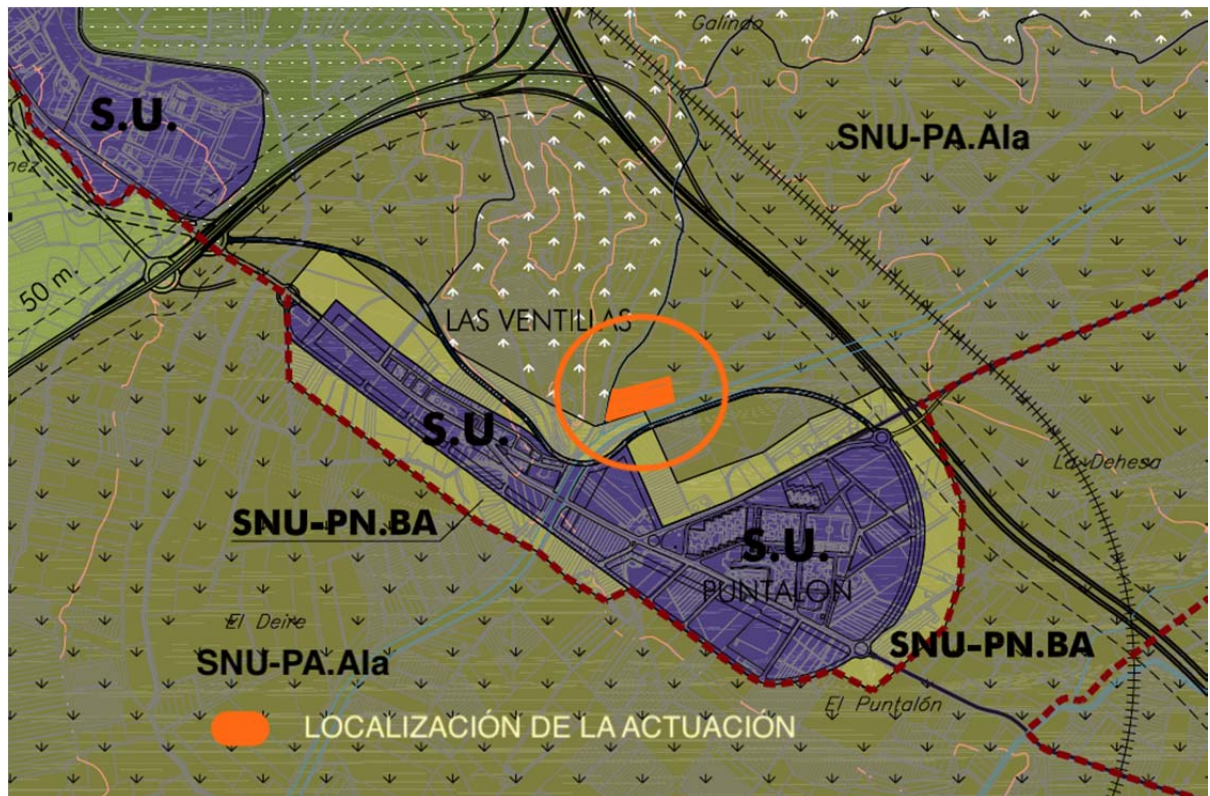 Galindo
S.U.
SNU-PA.Ala
50 m.
LAS VENTILLAS
S.U.
La Dehesa
SNU-PN.BA
S.U.
PUNTALÓN
El Deire
SNU-PN.BA
SNU-PA.Ala
El Puntalón
LOCALIZACIÓN DE LA ACTUACIÓN